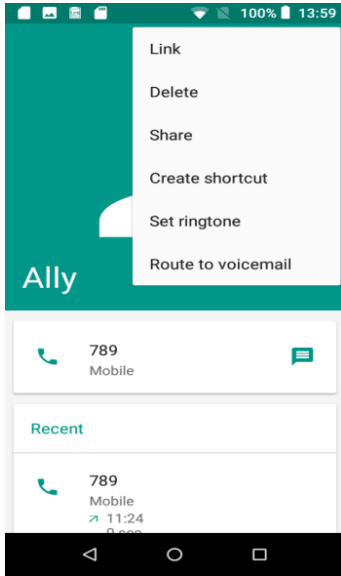 100% 13:59
Link
Delete
Share
Create shortcut
Set ringtone
Route to voicemail
Ally
789
Mobile
Recent
789
Mobile
11:24